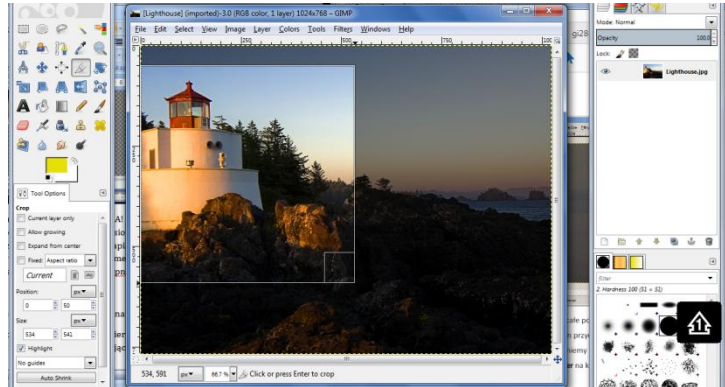 [Lighthouse] (imported)-3.0 (RGB color, 1 layer) 1024x768 – GIMP
File Edit Select View Image Layer Colors Tools Filters Windows Help
Tool Options
Crop
Current layer only
Allow growing
Expand from center
Fixed: Aspect ratio
Current
Position: px
0 50
Size: px
534 541
Highlight
No guides
Auto Shrink
534, 591 px 66.7 % Click or press Enter to crop
Mode: Normal
Opacity 100.0
Lock:
Lighthouse.jpg
filter
2. Hardness 100 (51 × 51)